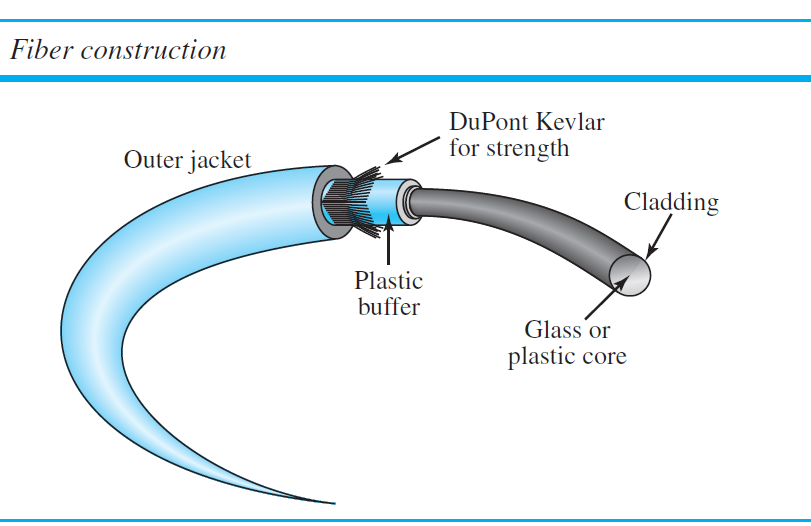 Fiber construction
DuPont Kevlar
for strength
Outer jacket
Cladding
Plastic
buffer
Glass or
plastic core